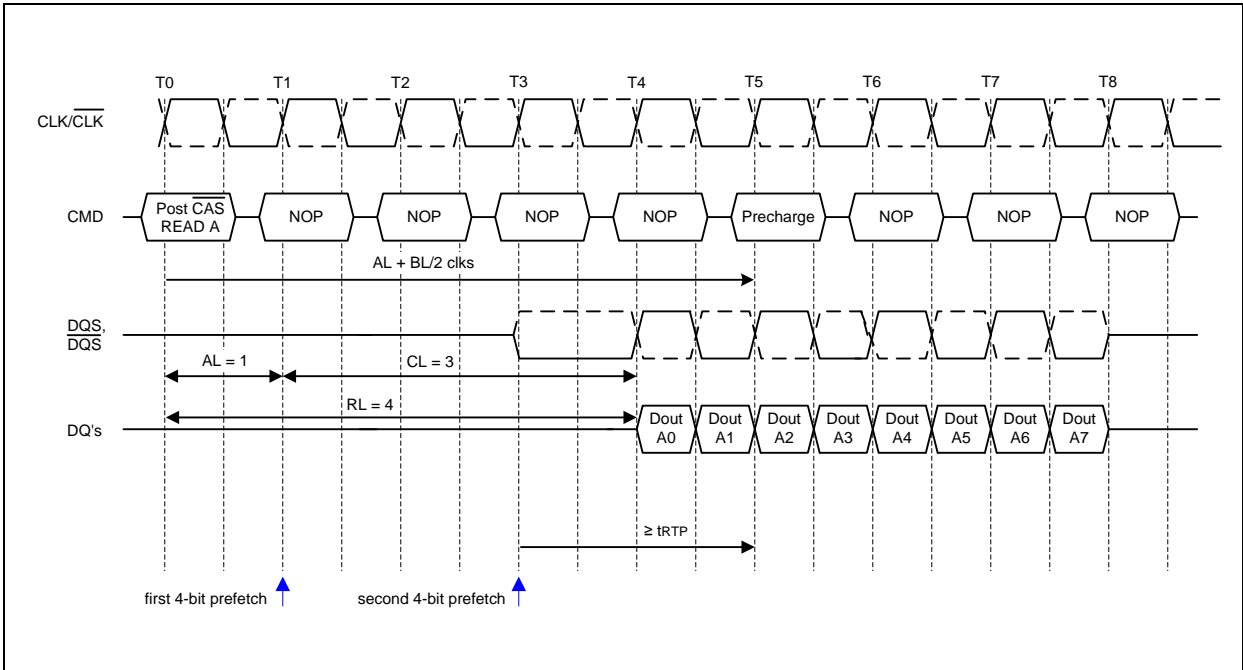 T0 T1 T2 T3 T4 T5 T6 T7 T8
CLK/C̅L̅K̅
CMD
Post C̅A̅S̅
READ A
NOP NOP NOP NOP Precharge NOP NOP NOP
AL + BL/2 clks
DQS,
D̅Q̅S̅
AL = 1
CL = 3
RL = 4
DQ's
Dout Dout Dout Dout Dout Dout Dout Dout
A0 A1 A2 A3 A4 A5 A6 A7
≥ tRTP
first 4-bit prefetch
second 4-bit prefetch